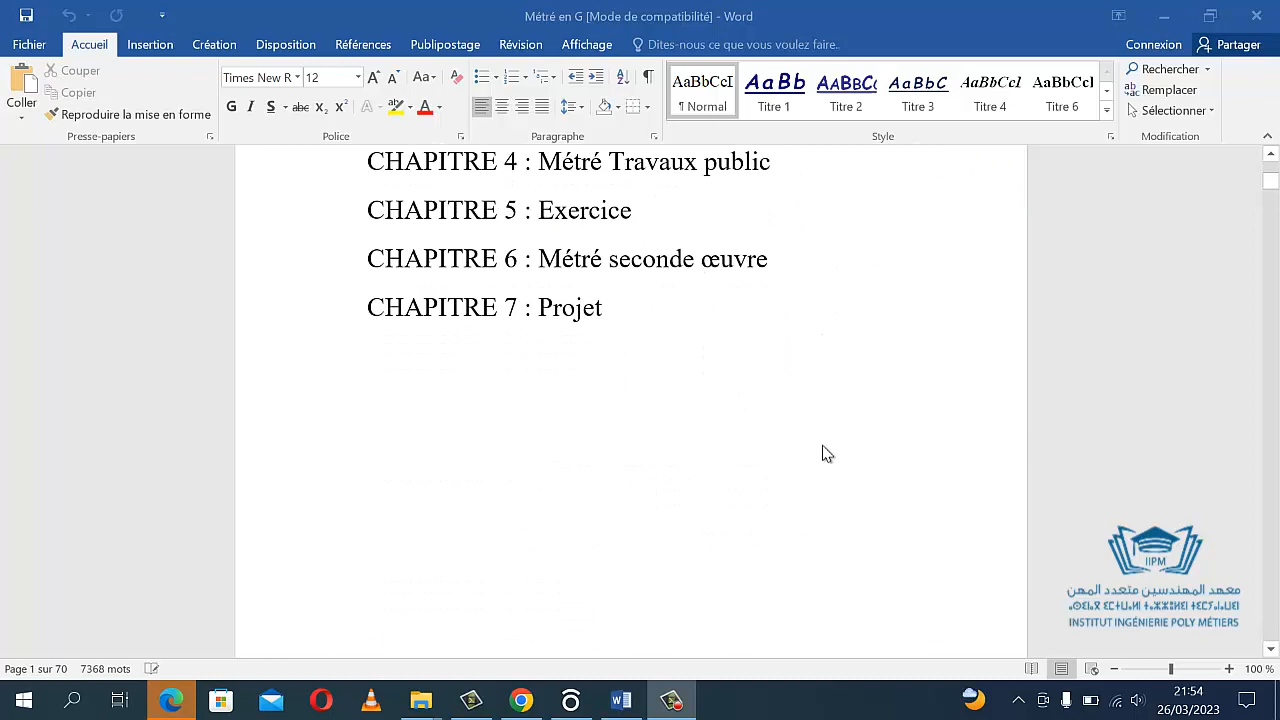 Métré en G [Mode de compatibilité] - Word
Fichier Accueil Insertion Création Disposition Références Publipostage Révision Affichage Dites-nous ce que vous voulez faire.. Connexion Partager
Coller
Couper
Copier
Reproduire la mise en forme
Presse-papiers
Times New R 12
Aa
G I S abc x₂ x² A A
Police
Paragraphe
AaBbCcI AaBb AABBC AaBbC AaBbCcI AaBbCcI
¶ Normal Titre 1 Titre 2 Titre 3 Titre 4 Titre 6
Style
Rechercher
Remplacer
Sélectionner
Modification
CHAPITRE 4 : Métré Travaux public
CHAPITRE 5 : Exercice
CHAPITRE 6 : Métré seconde œuvre
CHAPITRE 7 : Projet
IIPM
معهد المهندسين متعدد المهن
INSTITUT INGÉNIERIE POLY MÉTIERS
Page 1 sur 70 7368 mots
100 %
21:54
26/03/2023